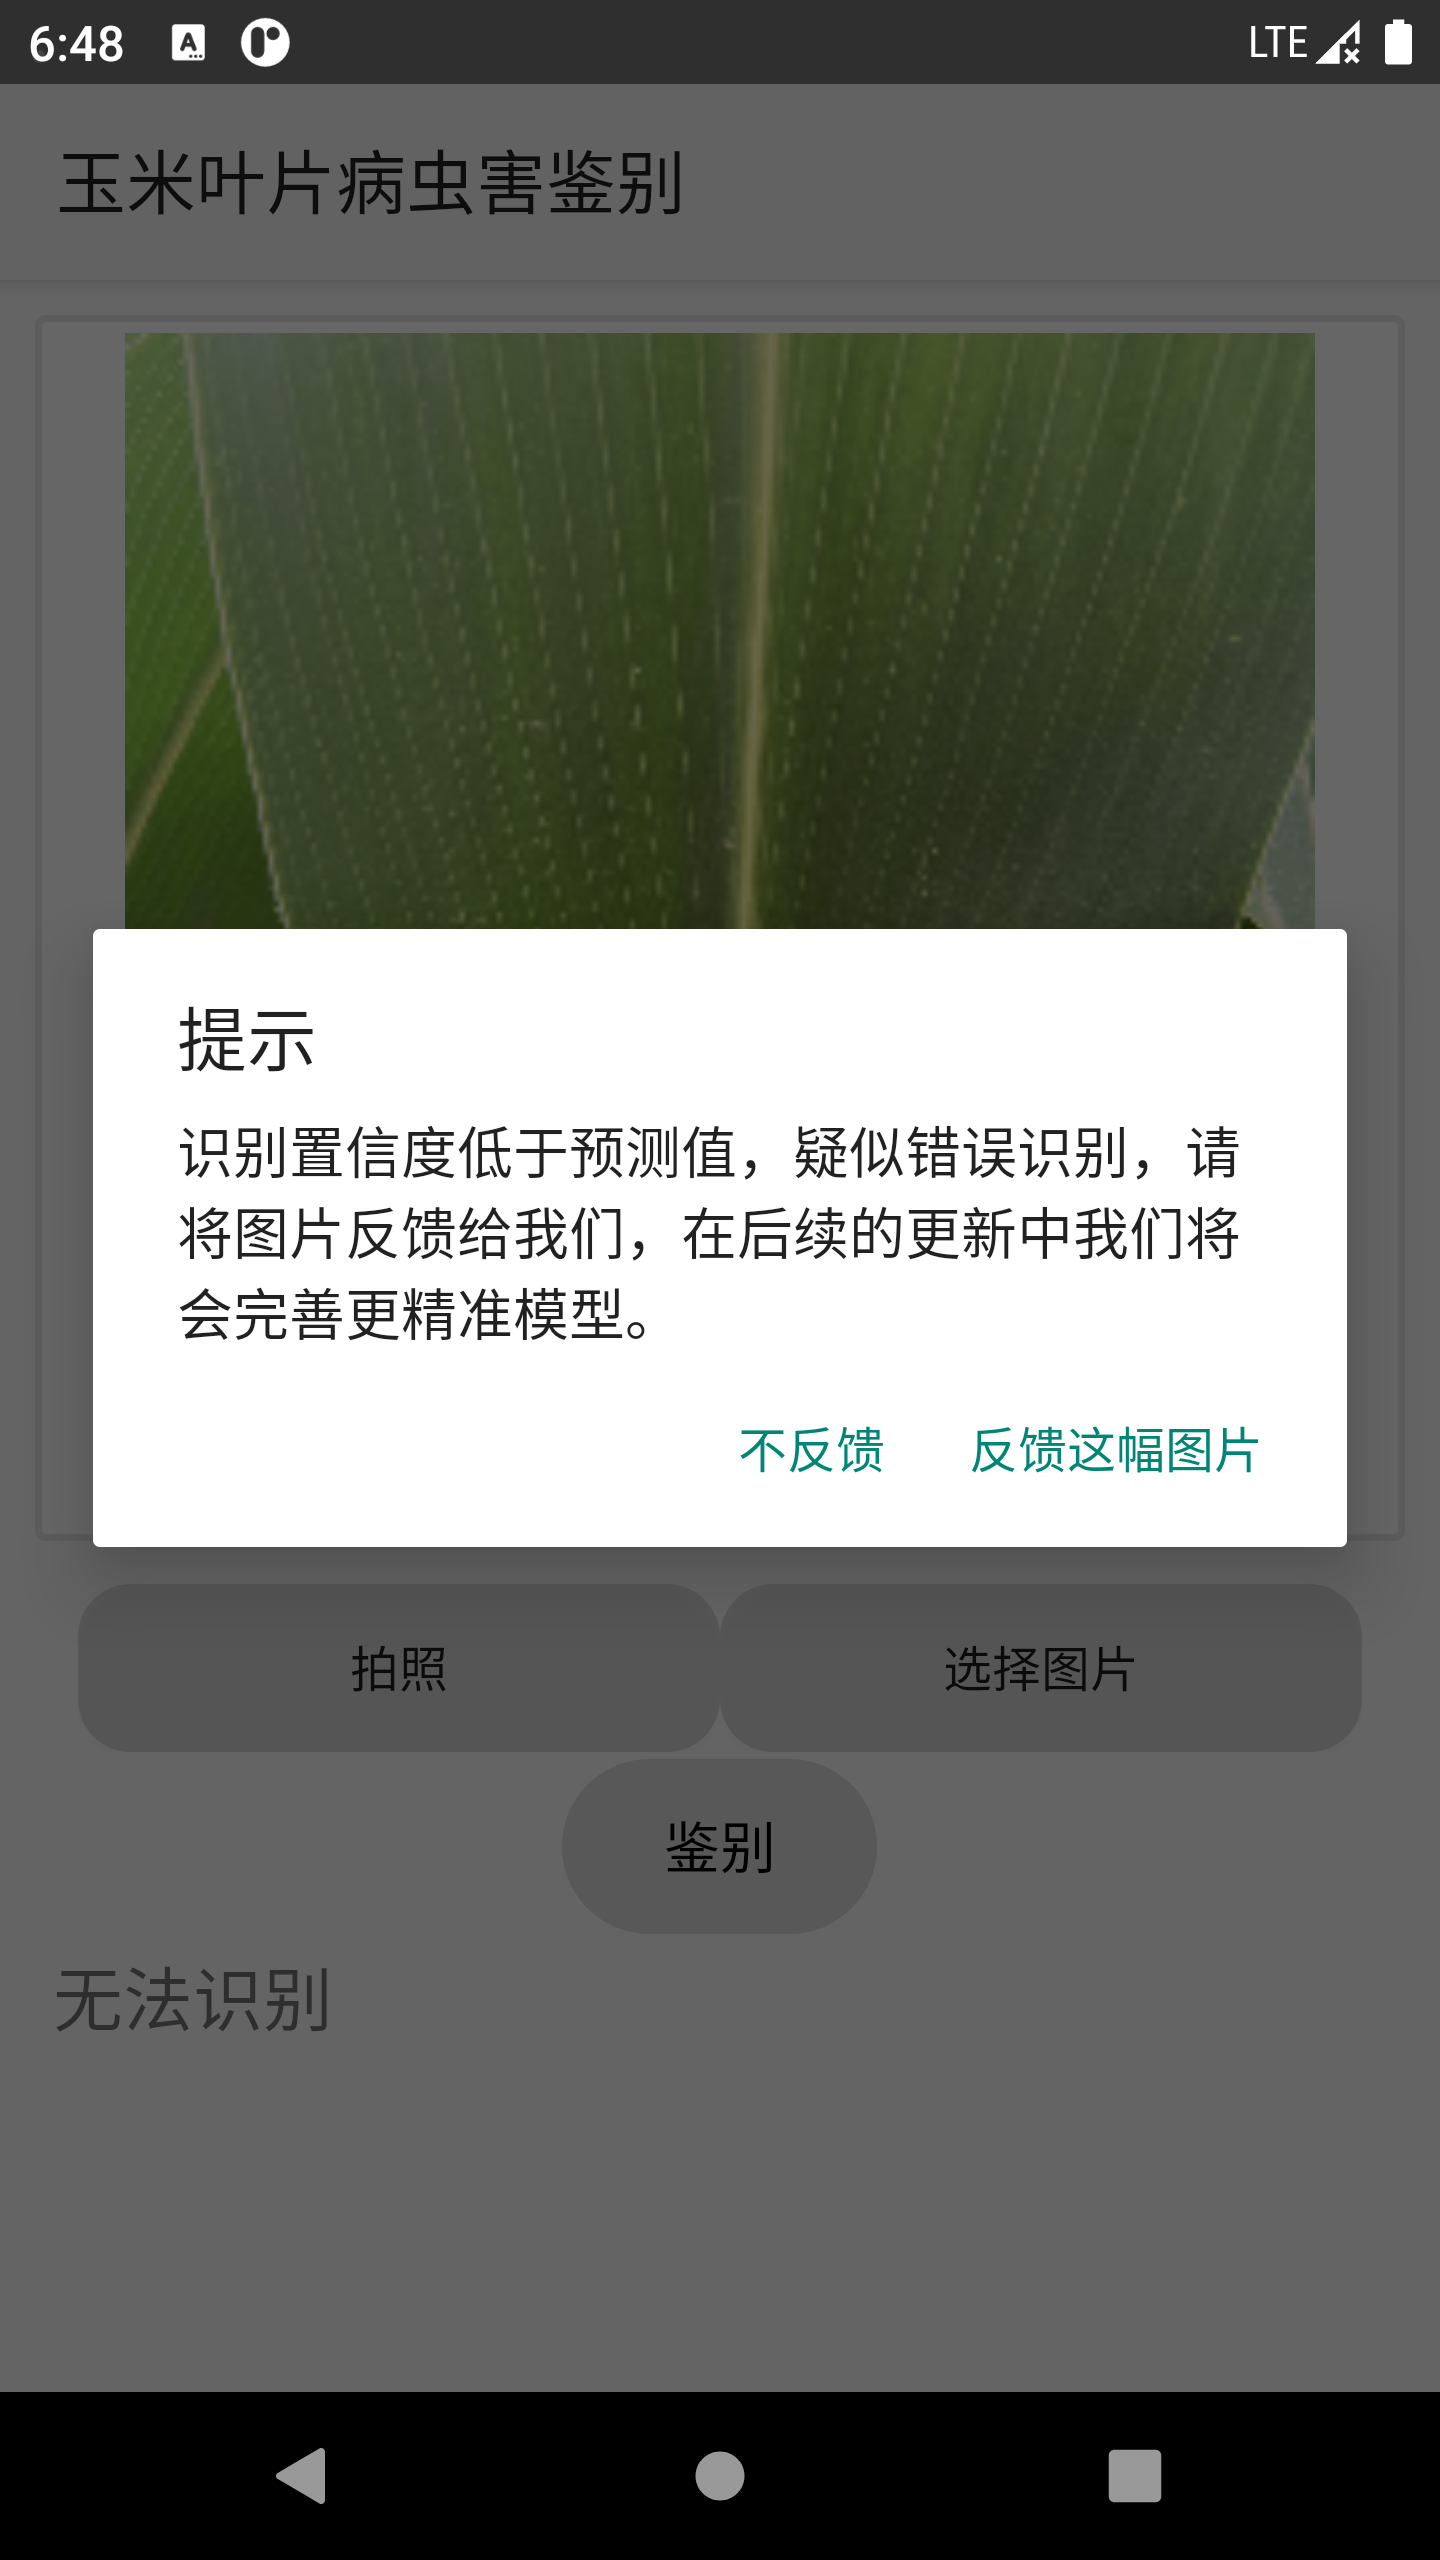 6:48
LTE
玉米叶片病虫害鉴别
提示
识别置信度低于预测值，疑似错误识别，请
将图片反馈给我们，在后续的更新中我们将
会完善更精准模型。
不反馈 反馈这幅图片
拍照 选择图片
鉴别
无法识别